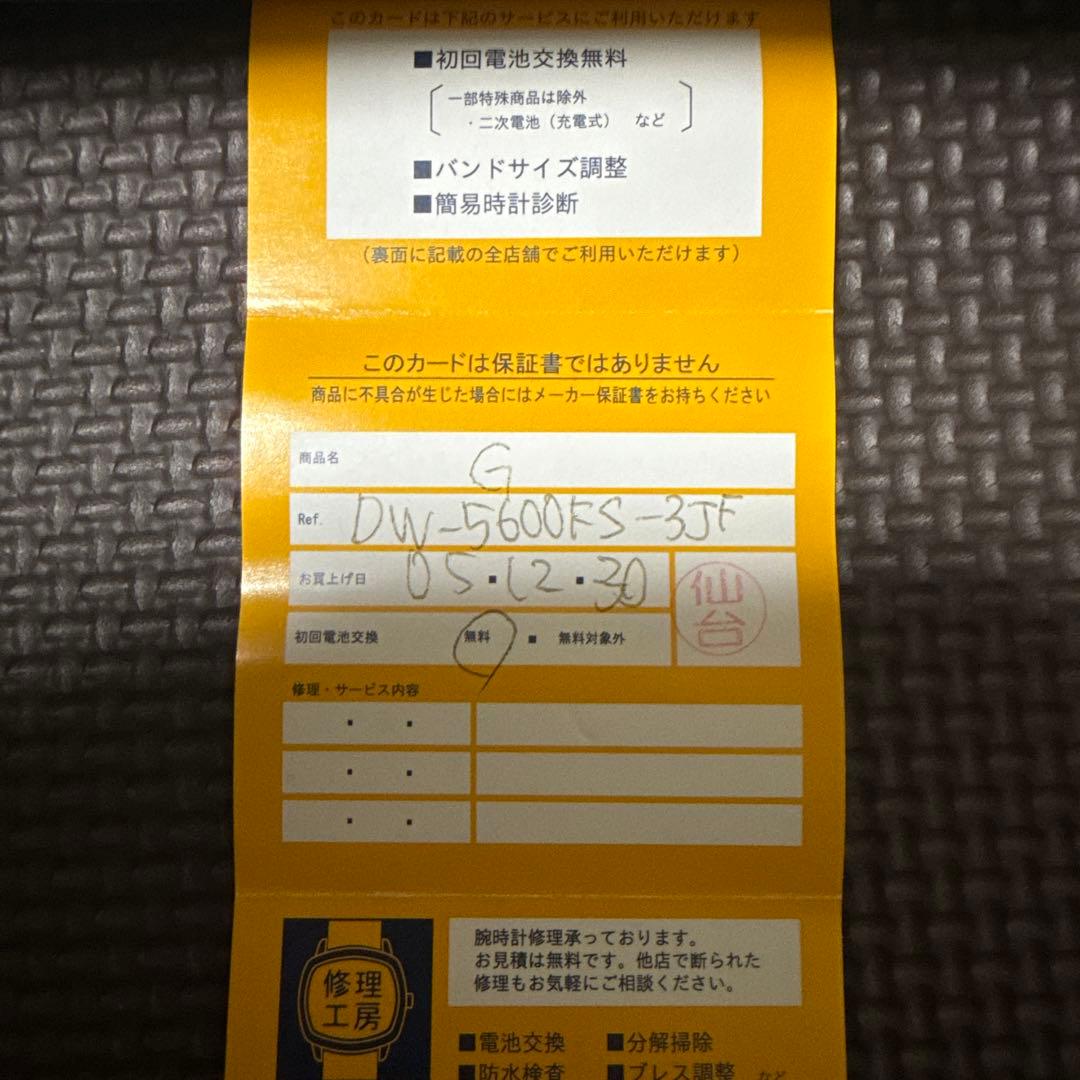 このカードは下記のサービスにご利用いただけます
■初回電池交換無料
一部特殊商品は除外
・二次電池（充電式） など
■バンドサイズ調整
■簡易時計診断
（裏面に記載の全店舗でご利用いただけます）
このカードは保証書ではありません
商品に不具合が生じた場合にはメーカー保証書をお持ちください
商品名 G
Ref. DW-5600FS-3JF
お買上げ日 05・12・30
仙台
初回電池交換 無料 ・ 無料対象外
修理・サービス内容
・ ・
・ ・
・ ・
修理工房
腕時計修理承っております。
お見積は無料です。他店で断られた
修理もお気軽にご相談ください。
■電池交換 ■分解掃除
■防水検査 ■ブレス調整 など